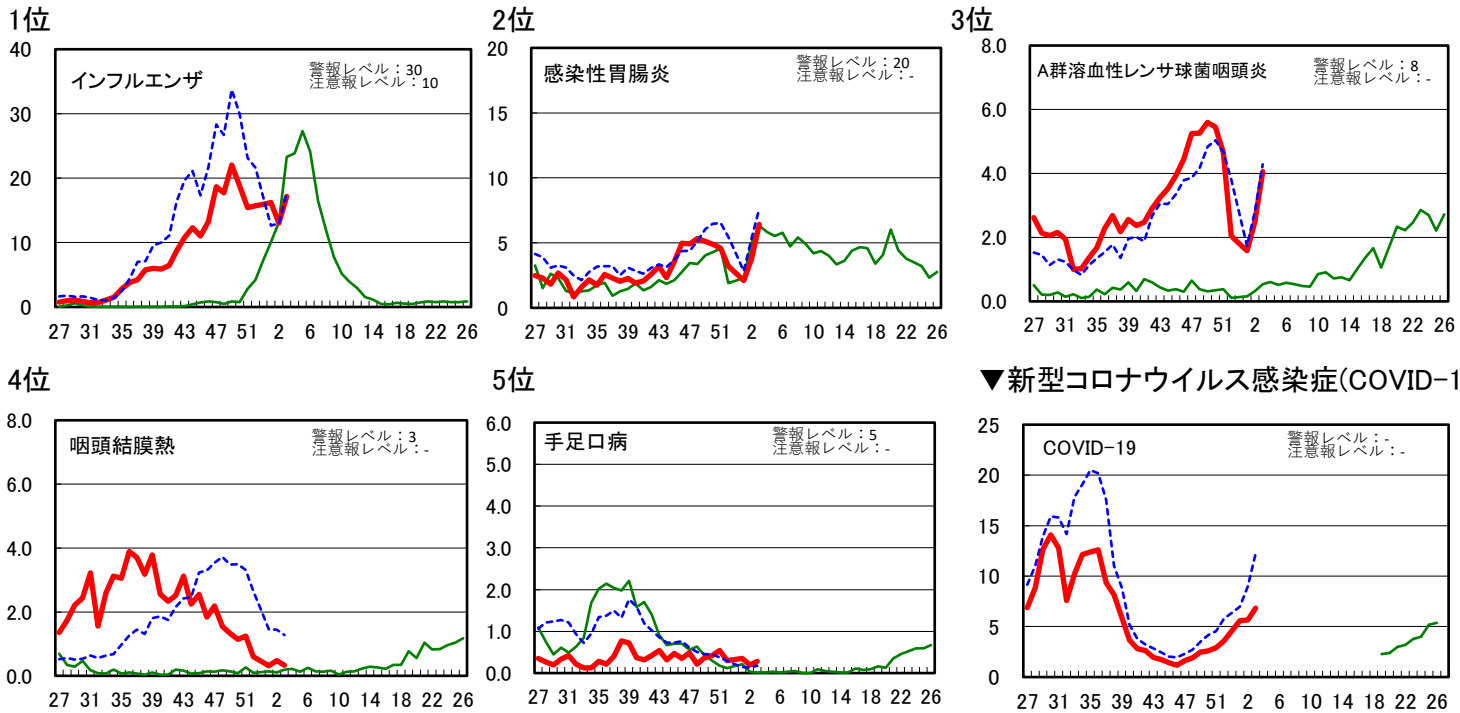 1位
インフルエンザ
警報レベル：30
注意報レベル：10
40
30
20
10
0
27 31 35 39 43 47 51 2 6 10 14 18 22 26
2位
感染性胃腸炎
警報レベル：20
注意報レベル：-
20
15
10
5
0
27 31 35 39 43 47 51 2 6 10 14 18 22 26
3位
A群溶血性レンサ球菌咽頭炎
警報レベル：8
注意報レベル：-
8.0
6.0
4.0
2.0
0.0
27 31 35 39 43 47 51 2 6 10 14 18 22 26
4位
咽頭結膜熱
警報レベル：3
注意報レベル：-
8.0
6.0
4.0
2.0
0.0
27 31 35 39 43 47 51 2 6 10 14 18 22 26
5位
手足口病
警報レベル：5
注意報レベル：-
6.0
5.0
4.0
3.0
2.0
1.0
0.0
27 31 35 39 43 47 51 2 6 10 14 18 22 26
▼新型コロナウイルス感染症(COVID-1
COVID-19
警報レベル：-
注意報レベル：-
25
20
15
10
5
0
27 31 35 39 43 47 51 2 6 10 14 18 22 26